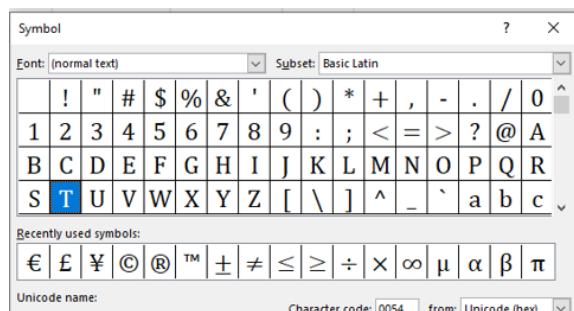 Symbol ? ×
Font: (normal text) Subset: Basic Latin
! " # $ % & ' ( ) * + , - . / 0
1 2 3 4 5 6 7 8 9 : ; < = > ? @ A
B C D E F G H I J K L M N O P Q R
S T U V W X Y Z [ \ ] ^ _ ` a b c
Recently used symbols:
€ £ ¥ © ® ™ ± ≠ ≤ ≥ ÷ × ∞ µ α β π
Unicode name:
Character code: 0054 from: Unicode (hex)